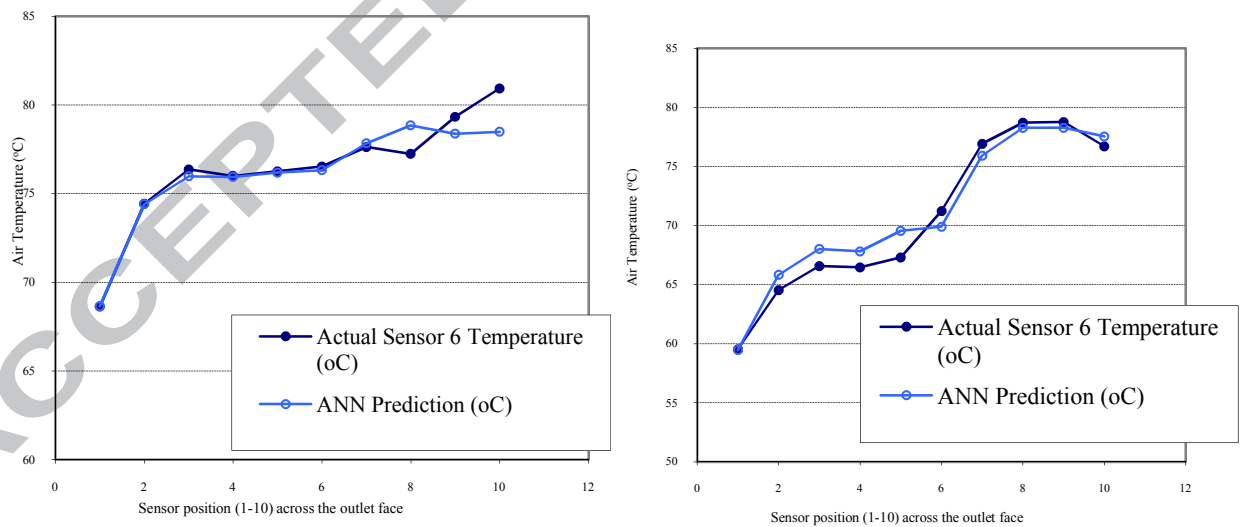 85
80
75
70
65
60
Air Temperature (°C)
0 2 4 6 8 10 12
Sensor position (1-10) across the outlet face
Actual Sensor 6 Temperature
(oC)
ANN Prediction (oC)
ACCEPTE
85
80
75
70
65
60
55
50
Air Temperature (°C)
0 2 4 6 8 10 12
Sensor position (1-10) across the outlet face
Actual Sensor 6 Temperature
(oC)
ANN Prediction (oC)